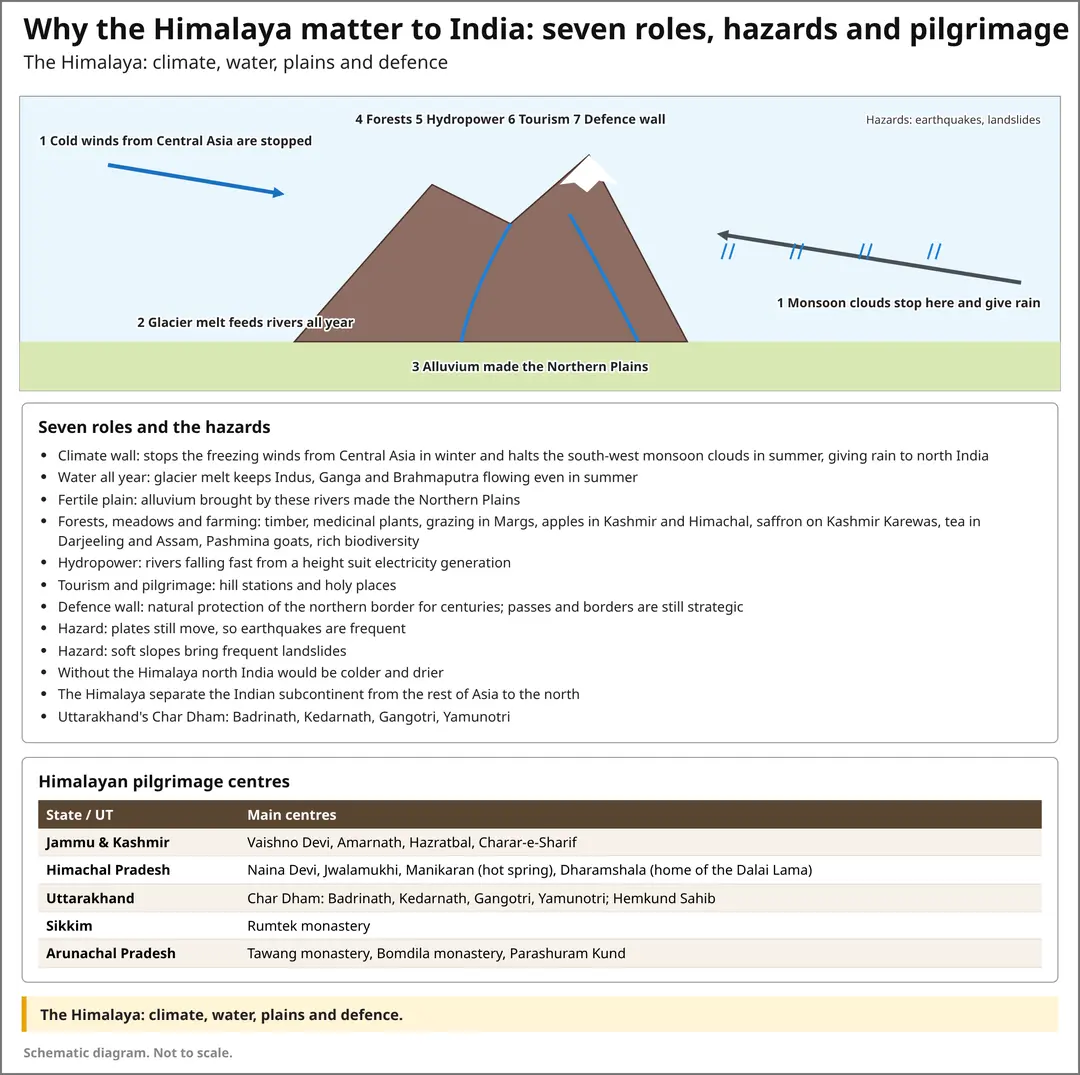 Why the Himalaya matter to India: seven roles, hazards and pilgrimage
The Himalaya: climate, water, plains and defence
4 Forests 5 Hydropower 6 Tourism 7 Defence wall
Hazards: earthquakes, landslides
1 Cold winds from Central Asia are stopped
1 Monsoon clouds stop here and give rain
2 Glacier melt feeds rivers all year
3 Alluvium made the Northern Plains
Seven roles and the hazards
• Climate wall: stops the freezing winds from Central Asia in winter and halts the south-west monsoon clouds in summer, giving rain to north India
• Water all year: glacier melt keeps Indus, Ganga and Brahmaputra flowing even in summer
• Fertile plain: alluvium brought by these rivers made the Northern Plains
• Forests, meadows and farming: timber, medicinal plants, grazing in Margs, apples in Kashmir and Himachal, saffron on Kashmir Karewas, tea in
Darjeeling and Assam, Pashmina goats, rich biodiversity
• Hydropower: rivers falling fast from a height suit electricity generation
• Tourism and pilgrimage: hill stations and holy places
• Defence wall: natural protection of the northern border for centuries; passes and borders are still strategic
• Hazard: plates still move, so earthquakes are frequent
• Hazard: soft slopes bring frequent landslides
• Without the Himalaya north India would be colder and drier
• The Himalaya separate the Indian subcontinent from the rest of Asia to the north
• Uttarakhand's Char Dham: Badrinath, Kedarnath, Gangotri, Yamunotri
Himalayan pilgrimage centres
State / UT Main centres
Jammu & Kashmir Vaishno Devi, Amarnath, Hazratbal, Charar-e-Sharif
Himachal Pradesh Naina Devi, Jwalamukhi, Manikaran (hot spring), Dharamshala (home of the Dalai Lama)
Uttarakhand Char Dham: Badrinath, Kedarnath, Gangotri, Yamunotri; Hemkund Sahib
Sikkim Rumtek monastery
Arunachal Pradesh Tawang monastery, Bomdila monastery, Parashuram Kund
The Himalaya: climate, water, plains and defence.
Schematic diagram. Not to scale.